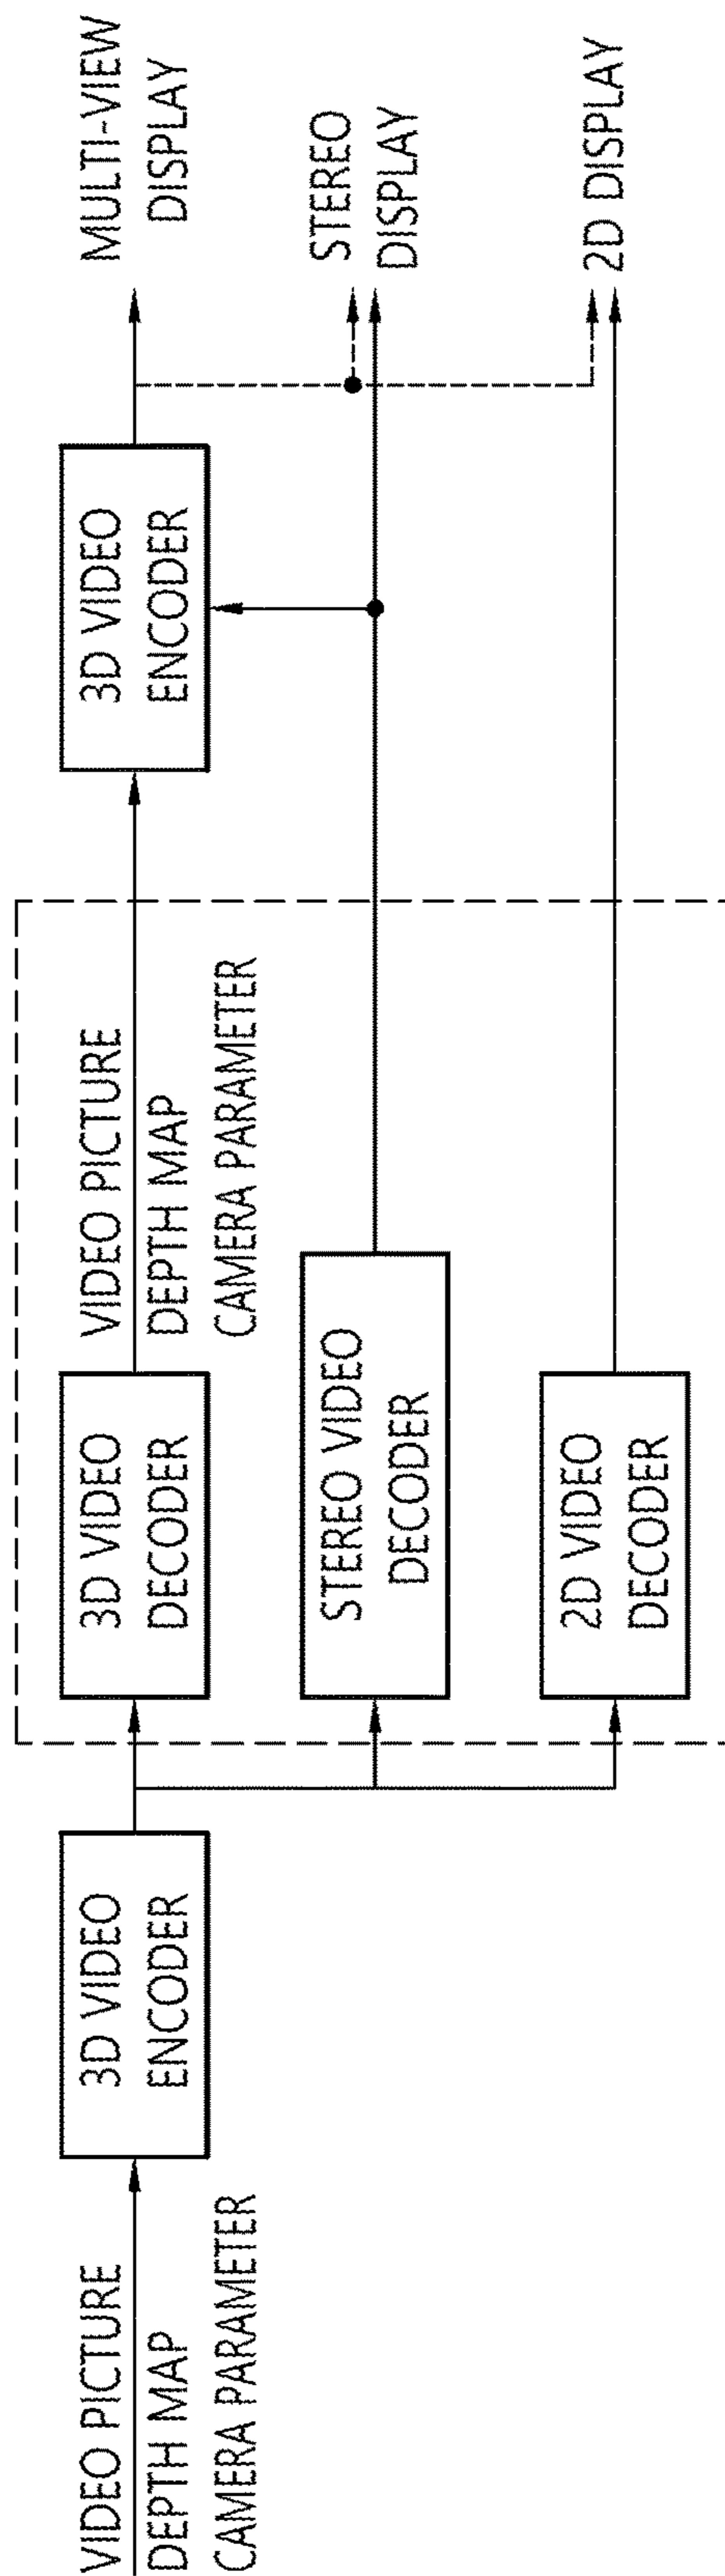 VIDEO PICTURE
DEPTH MAP
CAMERA PARAMETER
3D VIDEO
ENCODER
3D VIDEO
DECODER
VIDEO PICTURE
DEPTH MAP
CAMERA PARAMETER
3D VIDEO
ENCODER
MULTI-VIEW
DISPLAY
STEREO VIDEO
DECODER
STEREO
DISPLAY
2D VIDEO
DECODER
2D DISPLAY